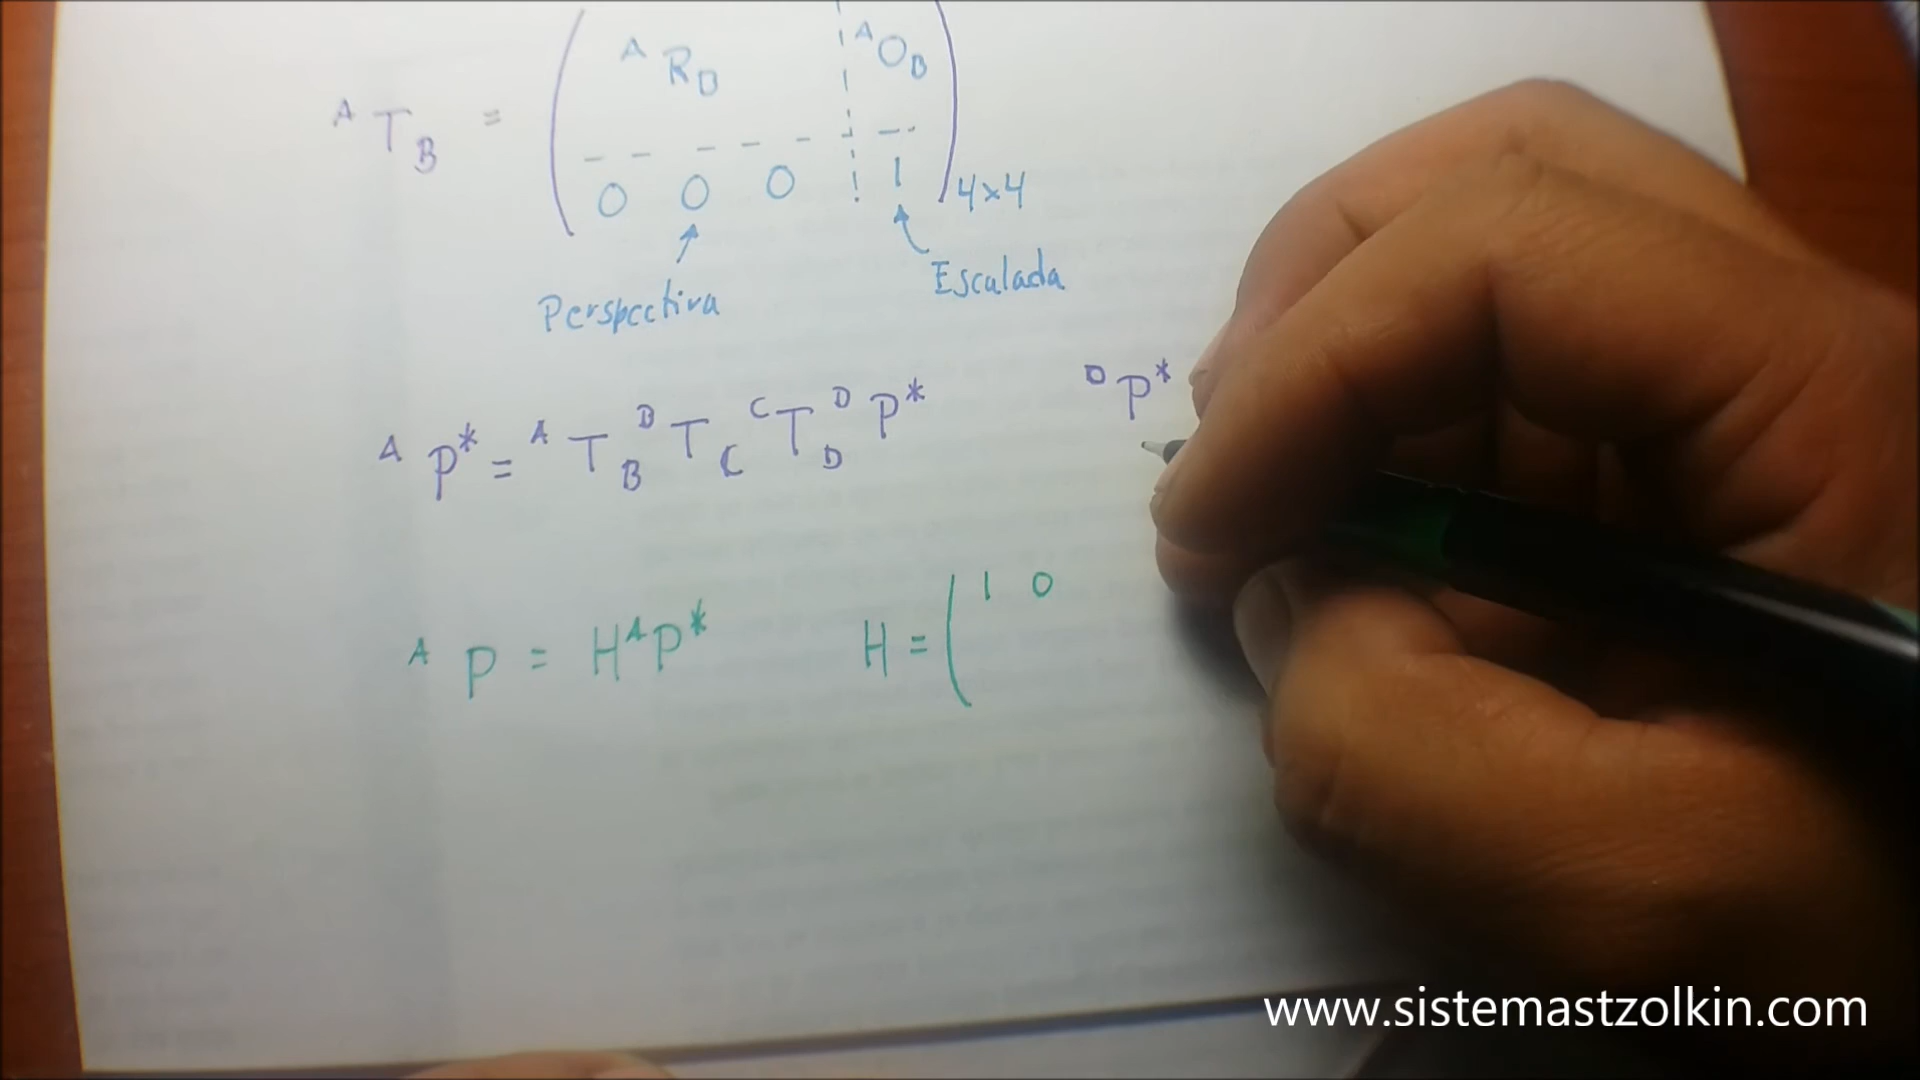 ᴬR_B ᴬO_B
ᴬT_B =
0 0 0 1
4x4
Perspectiva
Escalada
ᴬP* = ᴬT_B ᴮT_C ᶜT_D ᴰP*
ᴰP*
ᴬP = HᴬP*
H = ( 1 0
www.sistemastzolkin.com